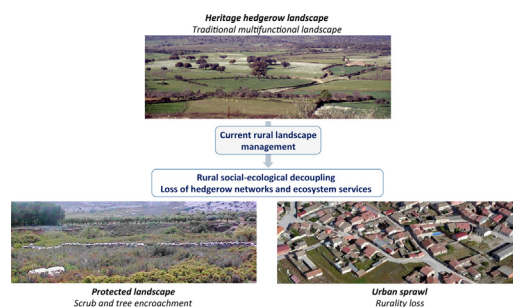 Heritage hedgerow landscape
Traditional multifunctional landscape
Current rural landscape
management
Rural social-ecological decoupling
Loss of hedgerow networks and ecosystem services
Protected landscape
Scrub and tree encroachment
Urban sprawl
Rurality loss